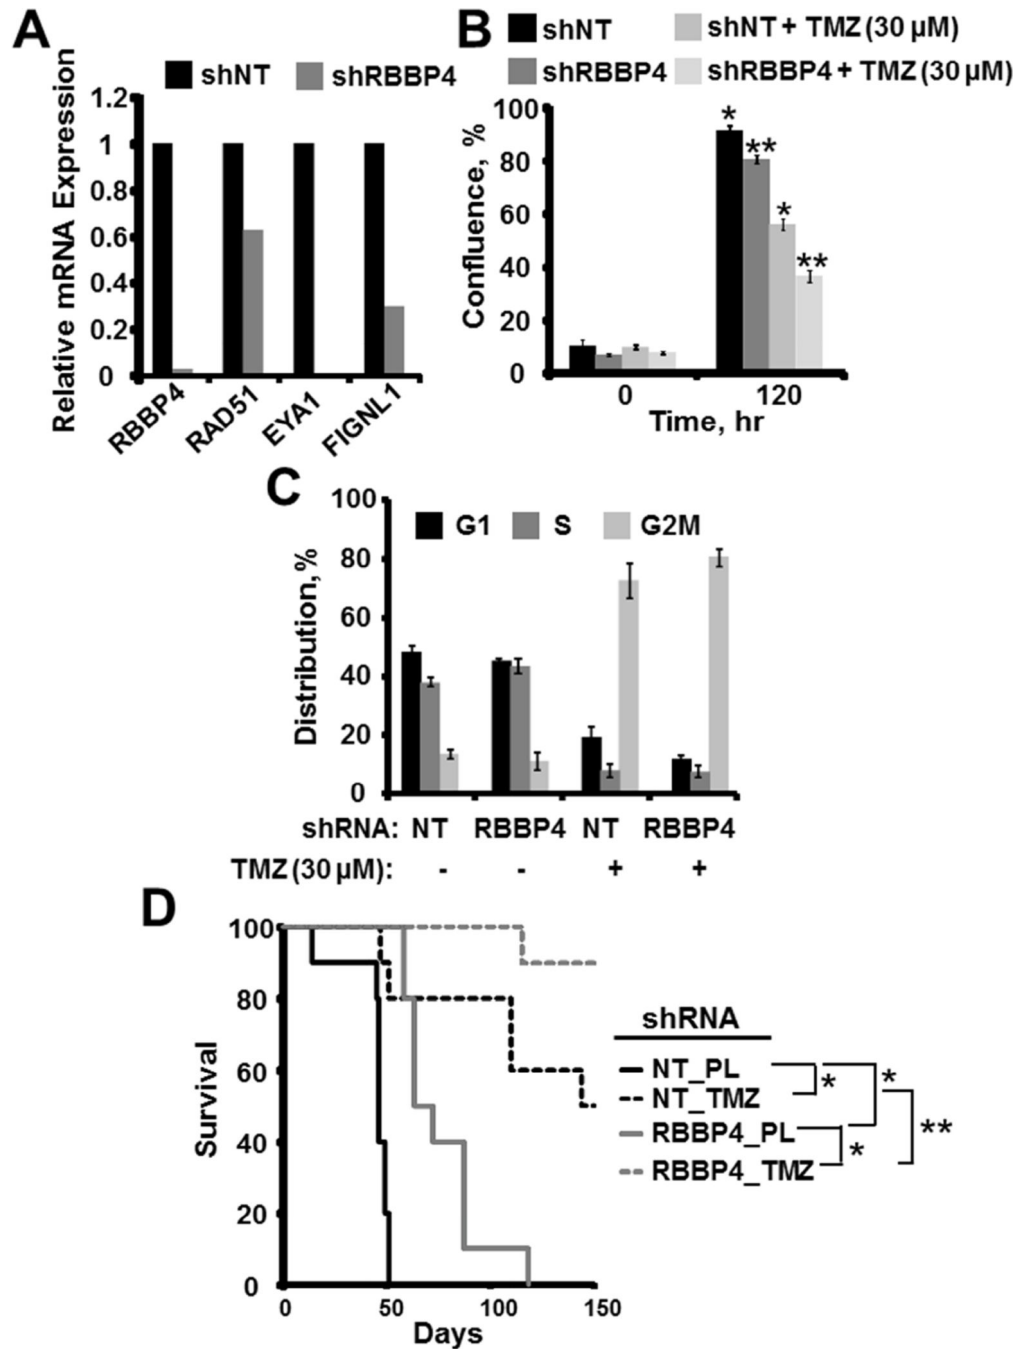 A
shNT shRBBP4
Relative mRNA Expression
1.2
1
0.8
0.6
0.4
0.2
0
RBBP4 RAD51 EYA1 FIGNL1
B
shNT shNT + TMZ (30 µM)
shRBBP4 shRBBP4 + TMZ (30 µM)
Confluence, %
100
80
60
40
20
0
* ** * **
0 120
Time, hr
C
G1 S G2M
Distribution,%
100
80
60
40
20
0
shRNA: NT RBBP4 NT RBBP4
TMZ (30 µM): - - + +
D
Survival
100
80
60
40
20
0
0 50 100 150
Days
shRNA
NT_PL
NT_TMZ
RBBP4_PL
RBBP4_TMZ
* * * **